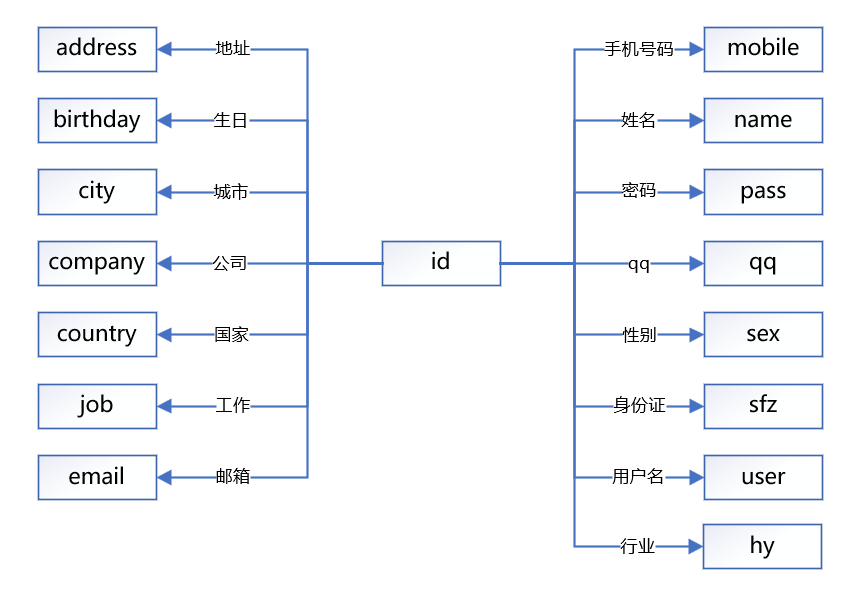 address
地址
birthday
生日
city
城市
company
公司
country
国家
job
工作
email
邮箱
id
手机号码
mobile
姓名
name
密码
pass
qq
qq
性别
sex
身份证
sfz
用户名
user
行业
hy